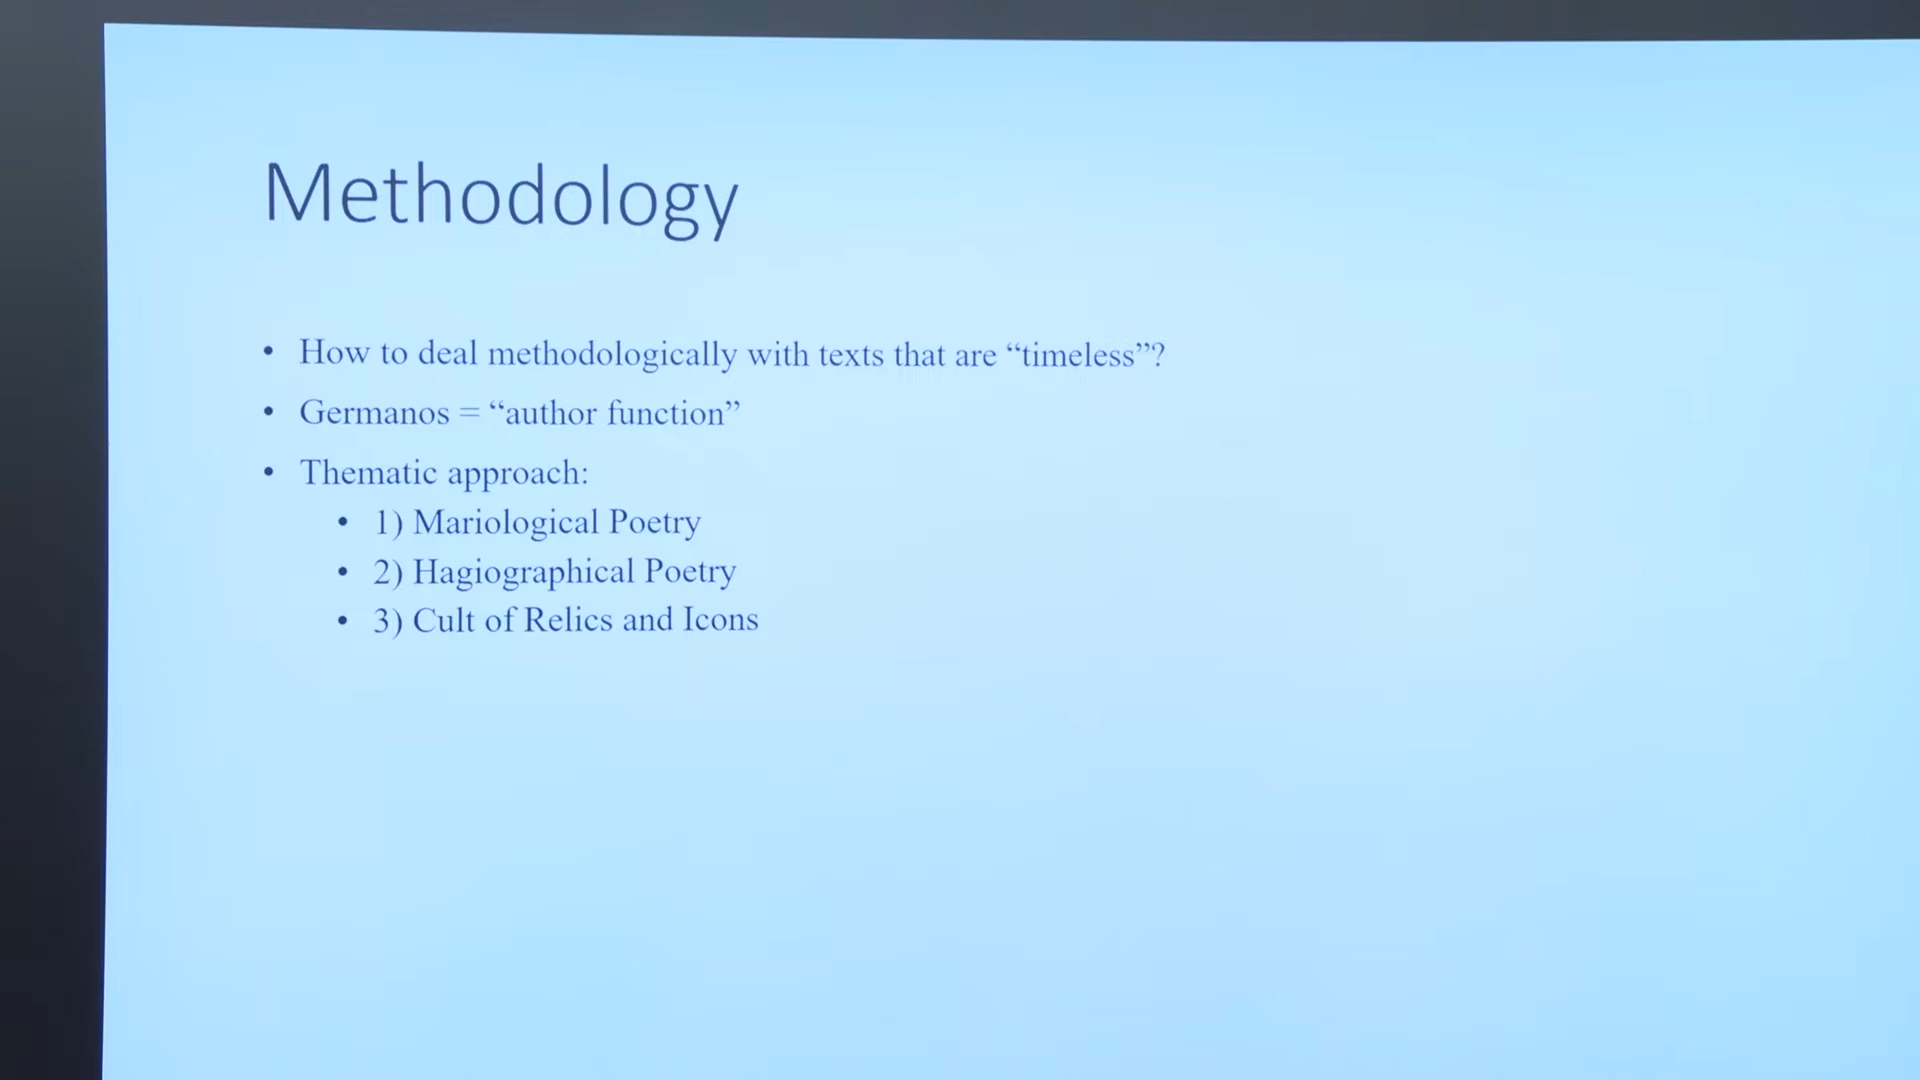 Methodology
• How to deal methodologically with texts that are “timeless”?
• Germanos = “author function”
• Thematic approach:
• 1) Mariological Poetry
• 2) Hagiographical Poetry
• 3) Cult of Relics and Icons